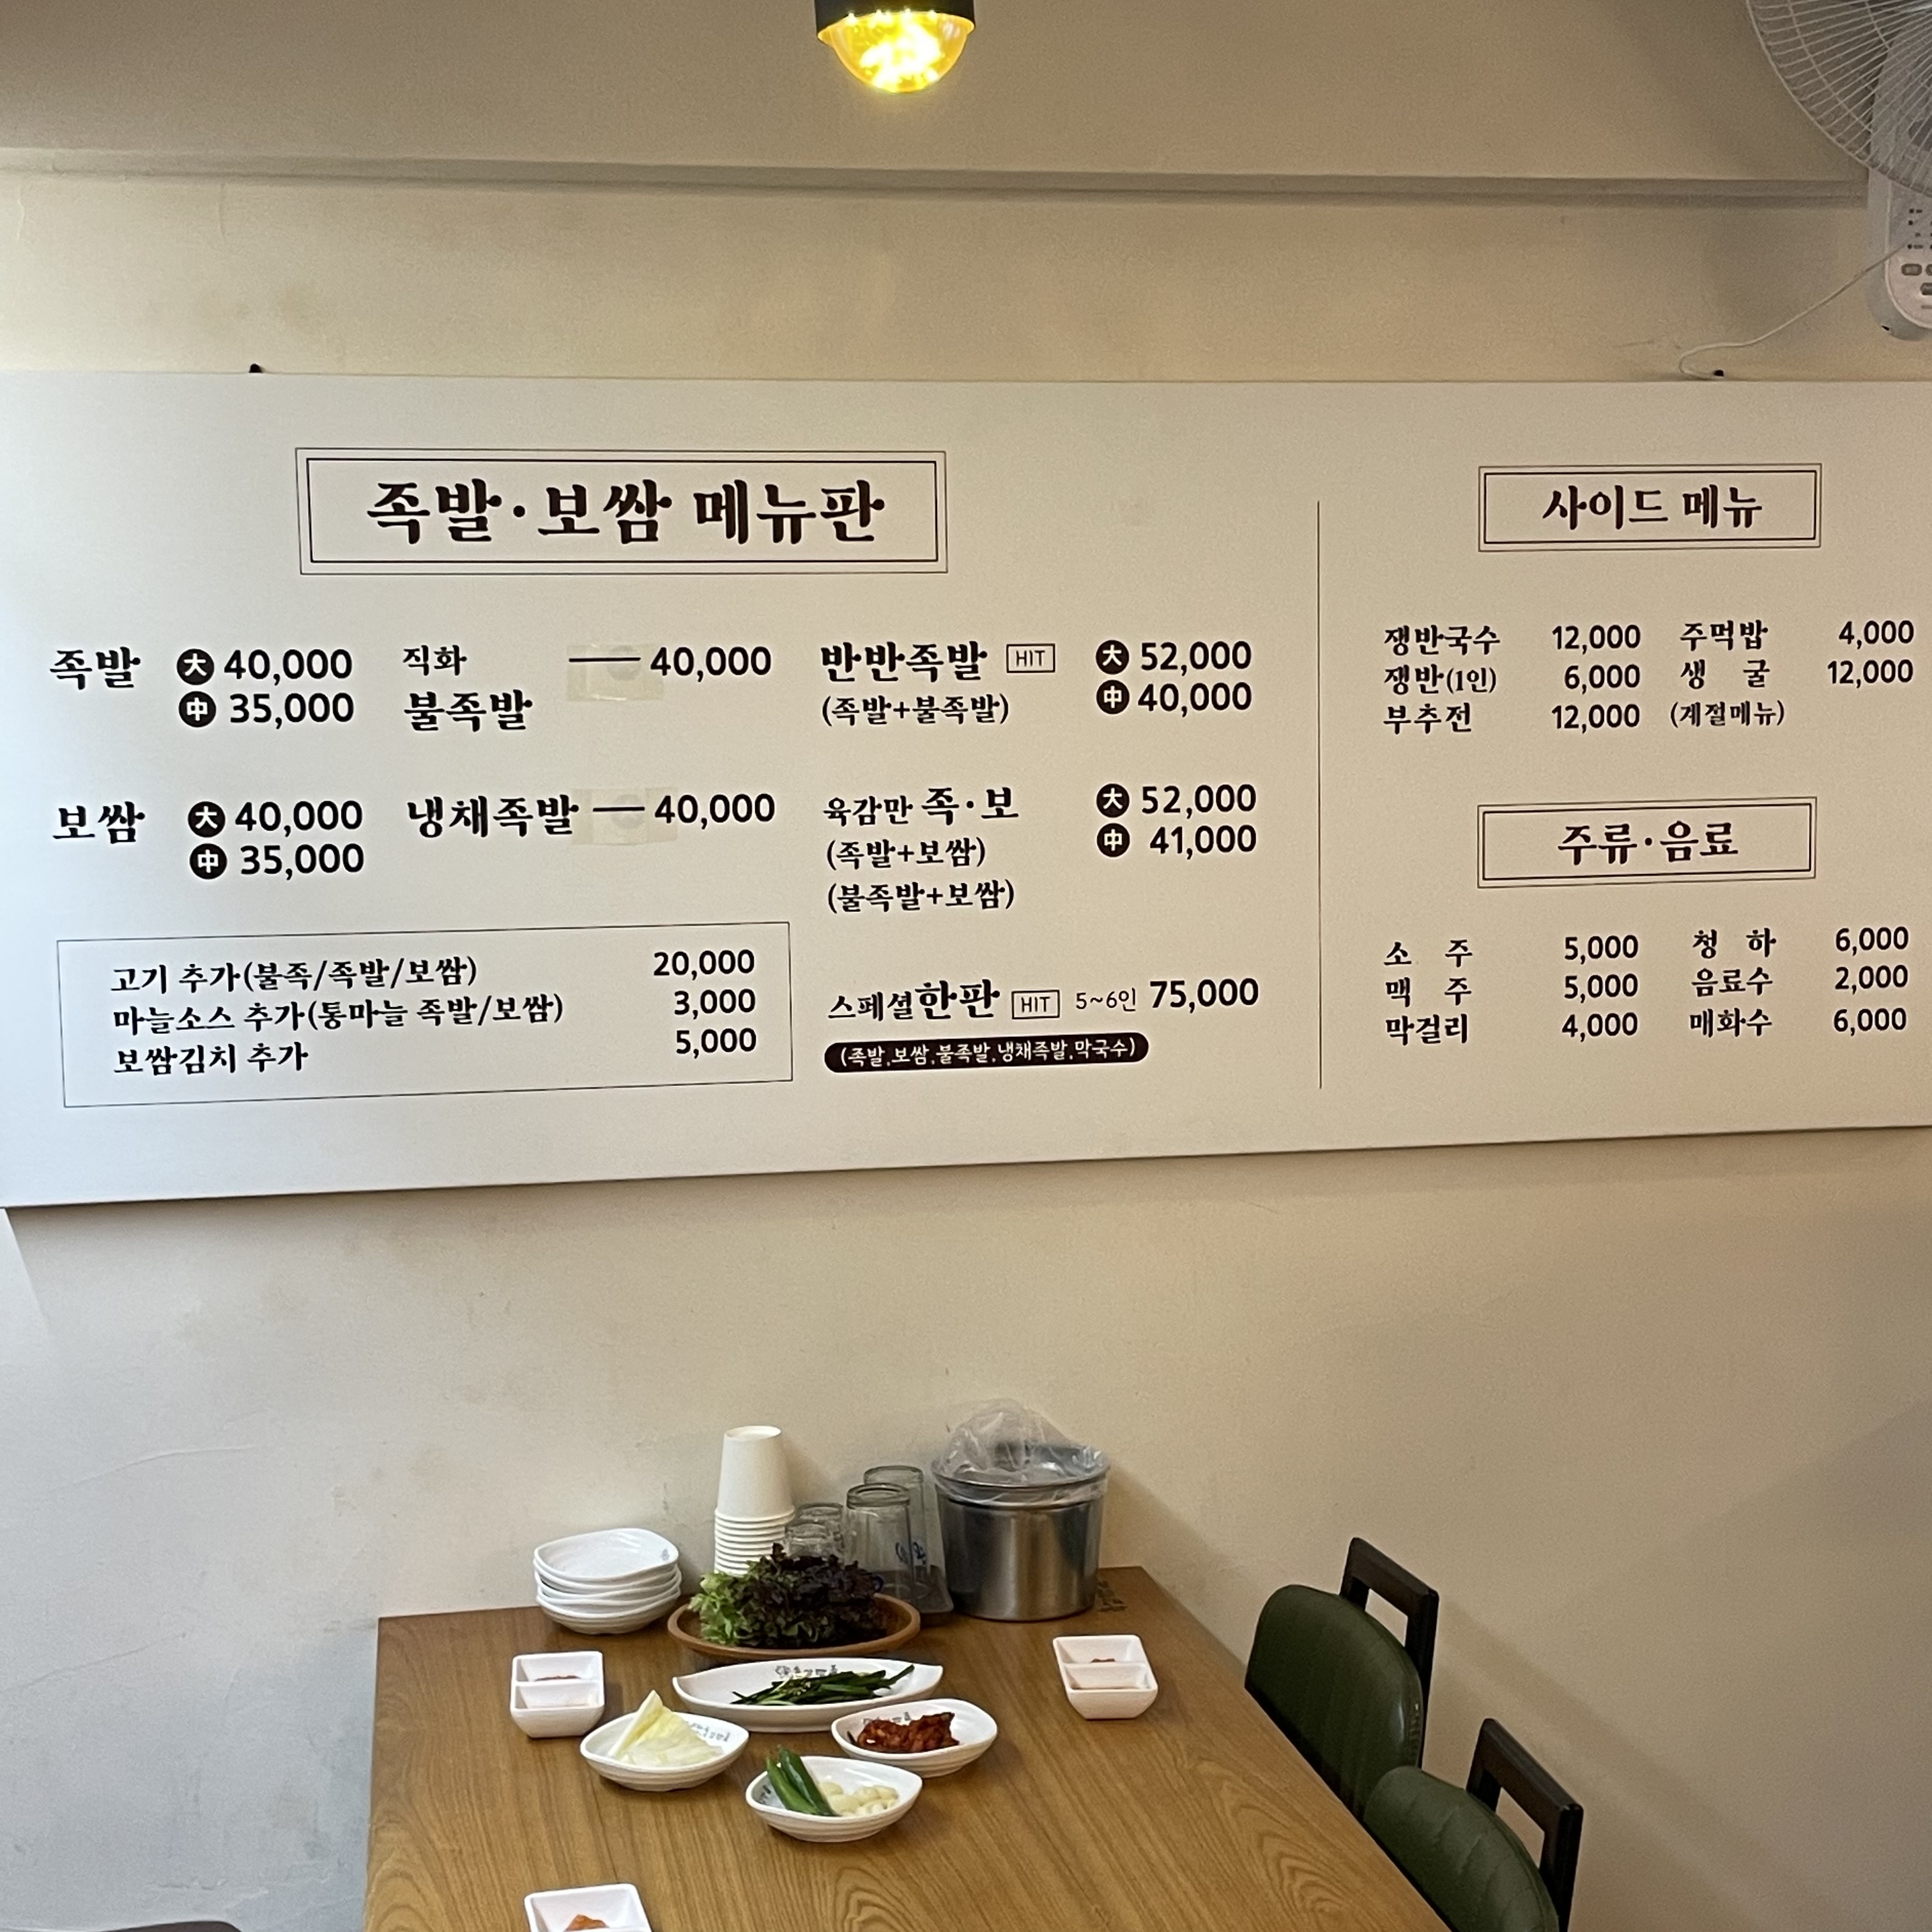 족발·보쌈 메뉴판
족발 大 40,000
中 35,000
직화 — 40,000
불족발
반반족발 HIT 大 52,000
(족발+불족발) 中 40,000
보쌈 大 40,000
中 35,000
냉채족발 — 40,000
육감만 족·보 大 52,000
(족발+보쌈) 中 41,000
(불족발+보쌈)
고기 추가(불족/족발/보쌈) 20,000
마늘소스 추가(통마늘 족발/보쌈) 3,000
보쌈김치 추가 5,000
스페셜한판 HIT 5~6인 75,000
(족발,보쌈,불족발,냉채족발,막국수)
사이드 메뉴
쟁반국수 12,000 주먹밥 4,000
쟁반(1인) 6,000 생 굴 12,000
부추전 12,000 (계절메뉴)
주류·음료
소 주 5,000 청 하 6,000
맥 주 5,000 음료수 2,000
막걸리 4,000 매화수 6,000